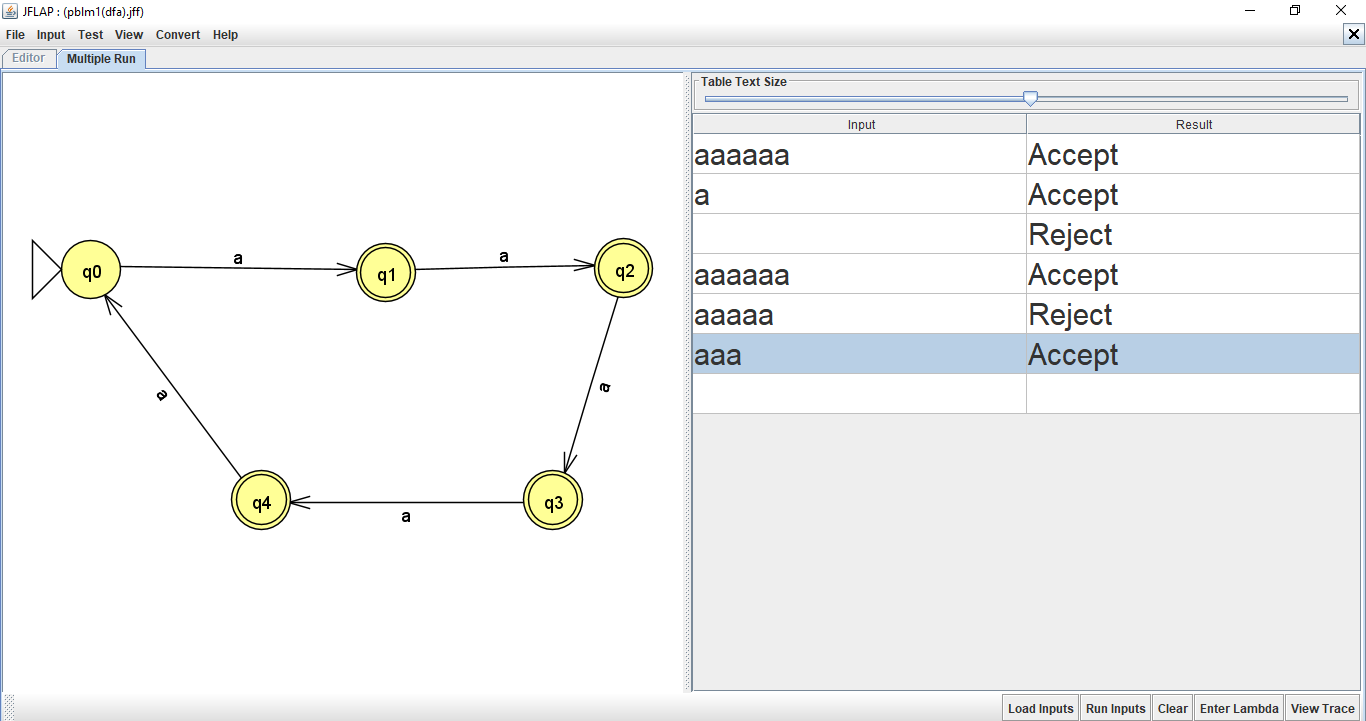 JFLAP : (pblm1(dfa).jff)
File Input Test View Convert Help
Editor Multiple Run
Table Text Size
Input Result
aaaaaa Accept
a Accept
Reject
aaaaaa Accept
aaaaa Reject
aaa Accept
q0 a q1 a q2
a a
q4 a q3
Load Inputs Run Inputs Clear Enter Lambda View Trace